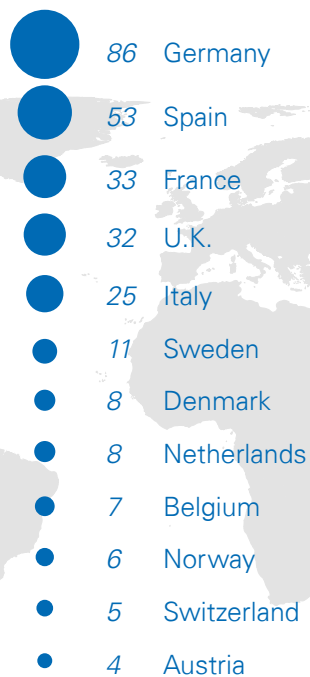 86 Germany
53 Spain
33 France
32 U.K.
25 Italy
11 Sweden
8 Denmark
8 Netherlands
7 Belgium
6 Norway
5 Switzerland
4 Austria